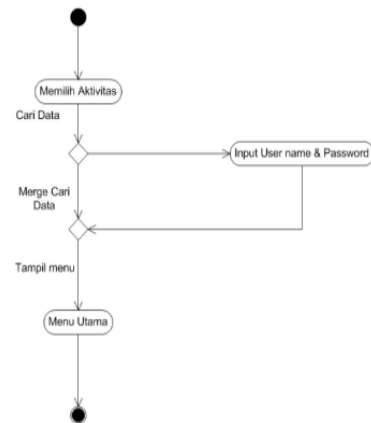 Memilih Aktivitas
Cari Data
Input User name & Password
Merge Cari
Data
Tampil menu
Menu Utama